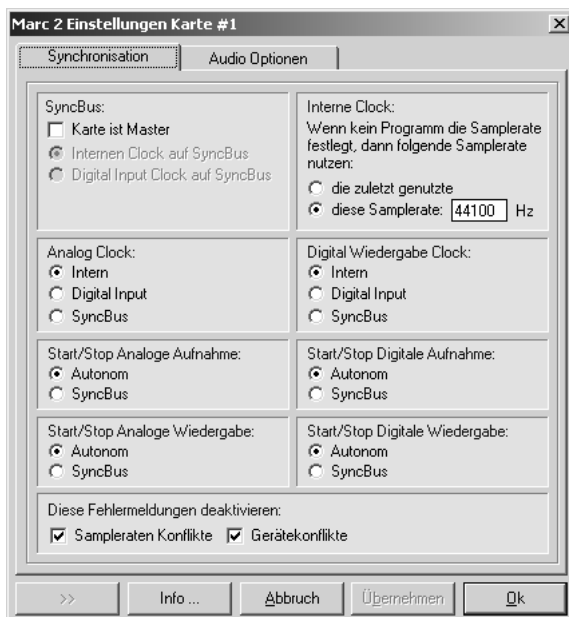 Marc 2 Einstellungen Karte #1
Synchronisation
Audio Optionen
SyncBus:
Karte ist Master
Internen Clock auf SyncBus
Digital Input Clock auf SyncBus
Interne Clock:
Wenn kein Programm die Samplerate
festlegt, dann folgende Samplerate
nutzen:
die zuletzt genutzte
diese Samplerate: 44100 Hz
Analog Clock:
Intern
Digital Input
SyncBus
Digital Wiedergabe Clock:
Intern
Digital Input
SyncBus
Start/Stop Analoge Aufnahme:
Autonom
SyncBus
Start/Stop Digitale Aufnahme:
Autonom
SyncBus
Start/Stop Analoge Wiedergabe:
Autonom
SyncBus
Start/Stop Digitale Wiedergabe:
Autonom
SyncBus
Diese Fehlermeldungen deaktivieren:
Sampleraten Konflikte Gerätekonflikte
>> Info ... Abbruch Übernehmen Ok